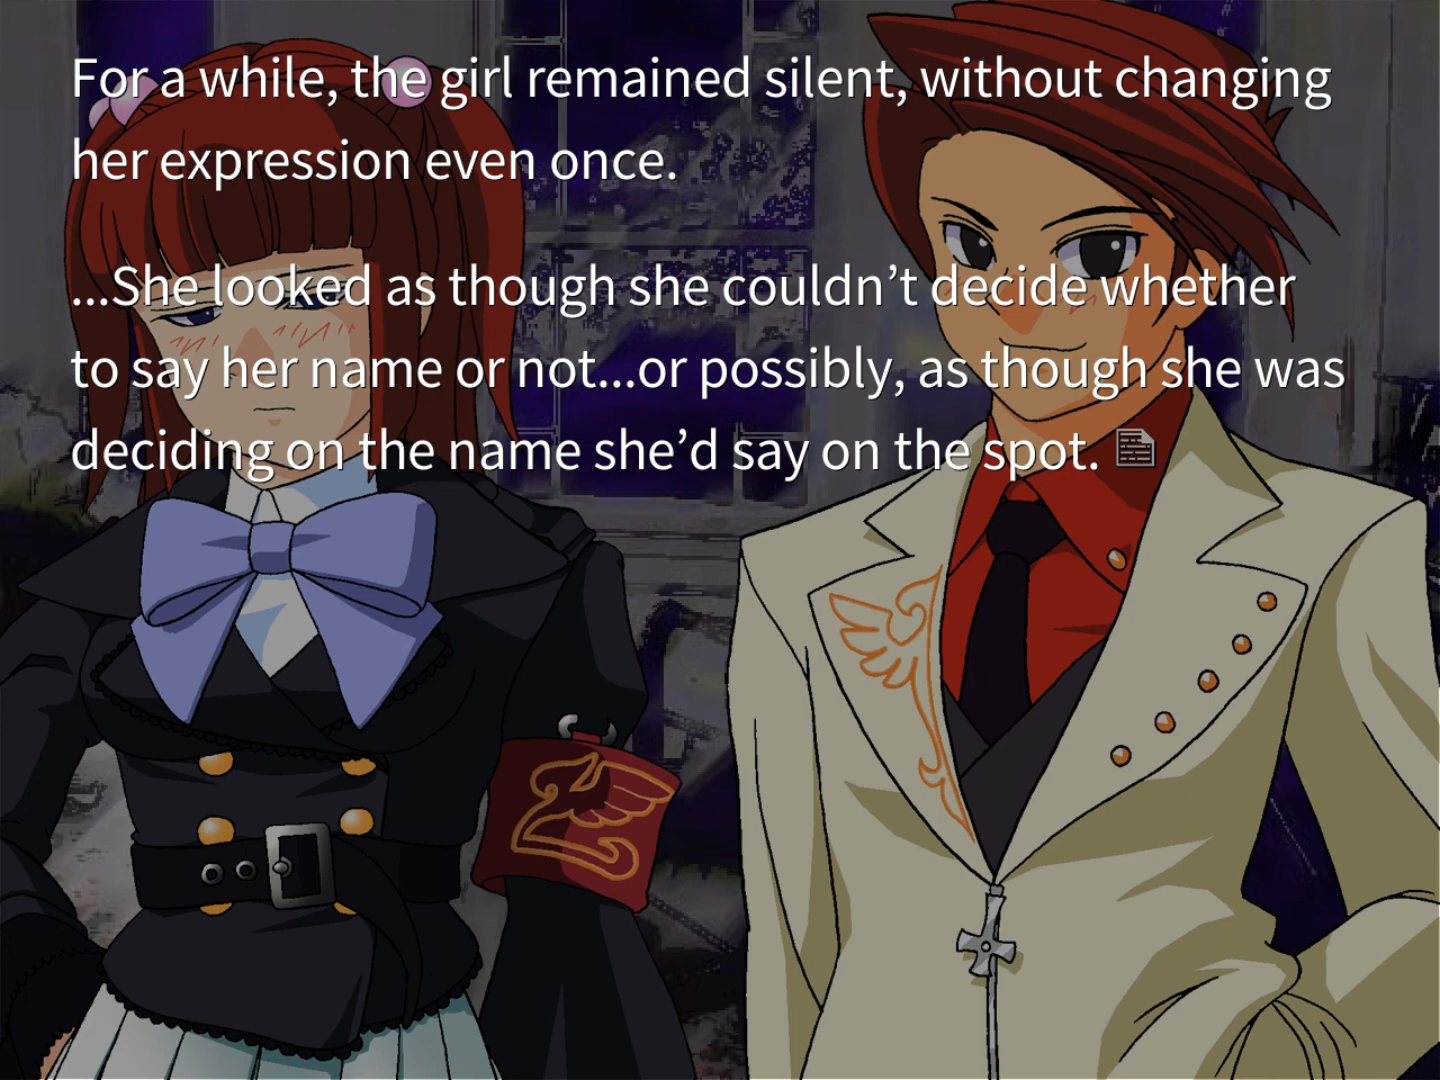 For a while, the girl remained silent, without changing
her expression even once.
...She looked as though she couldn’t decide whether
to say her name or not...or possibly, as though she was
deciding on the name she’d say on the spot.